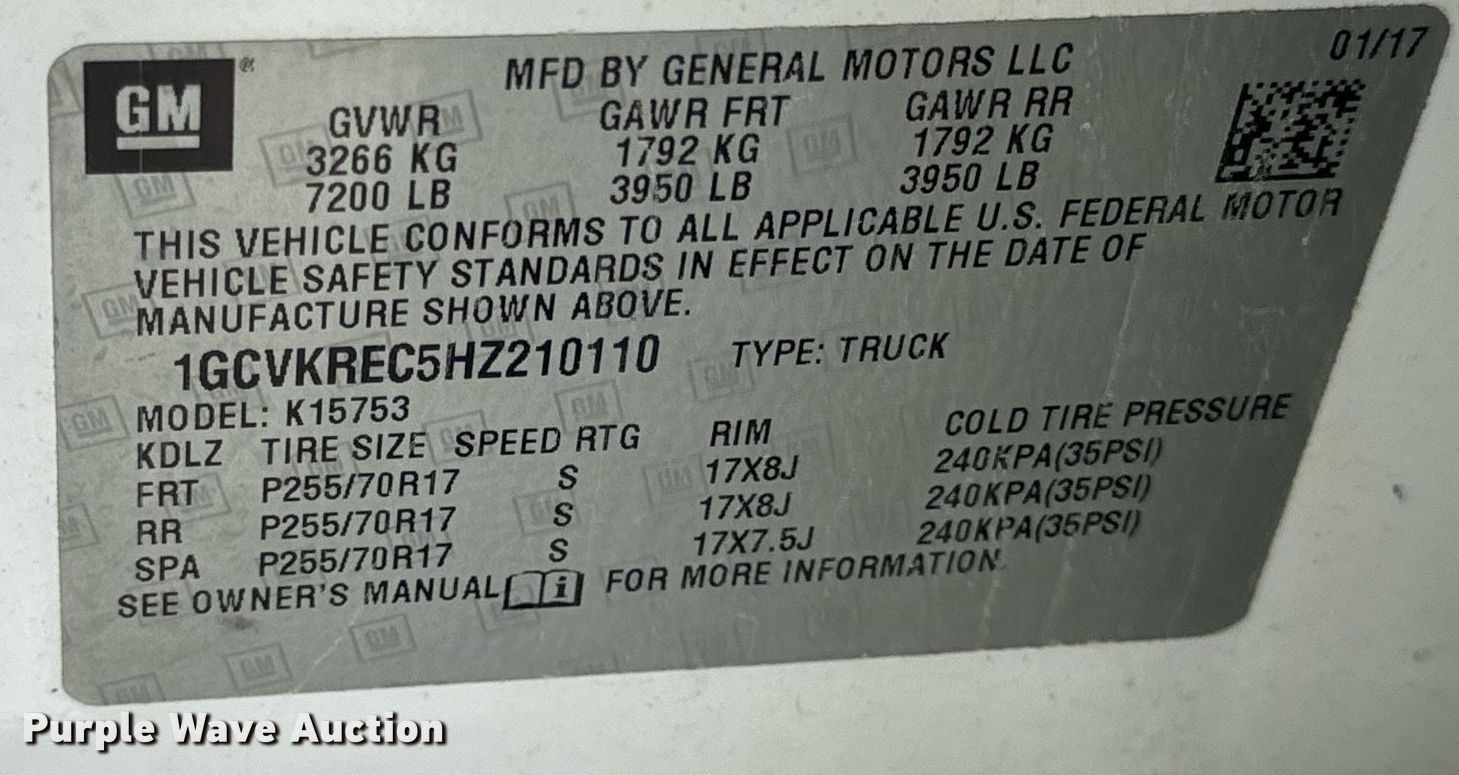 GM®
MFD BY GENERAL MOTORS LLC 01/17
GVWR GAWR FRT GAWR RR
3266 KG 1792 KG 1792 KG
7200 LB 3950 LB 3950 LB
THIS VEHICLE CONFORMS TO ALL APPLICABLE U.S. FEDERAL MOTOR
VEHICLE SAFETY STANDARDS IN EFFECT ON THE DATE OF
MANUFACTURE SHOWN ABOVE.
1GCVKREC5HZ210110 TYPE: TRUCK
MODEL: K15753
KDLZ TIRE SIZE SPEED RTG RIM COLD TIRE PRESSURE
FRT P255/70R17 S 17X8J 240KPA(35PSI)
RR P255/70R17 S 17X8J 240KPA(35PSI)
SPA P255/70R17 S 17X7.5J 240KPA(35PSI)
SEE OWNER'S MANUAL i FOR MORE INFORMATION.
Purple Wave Auction